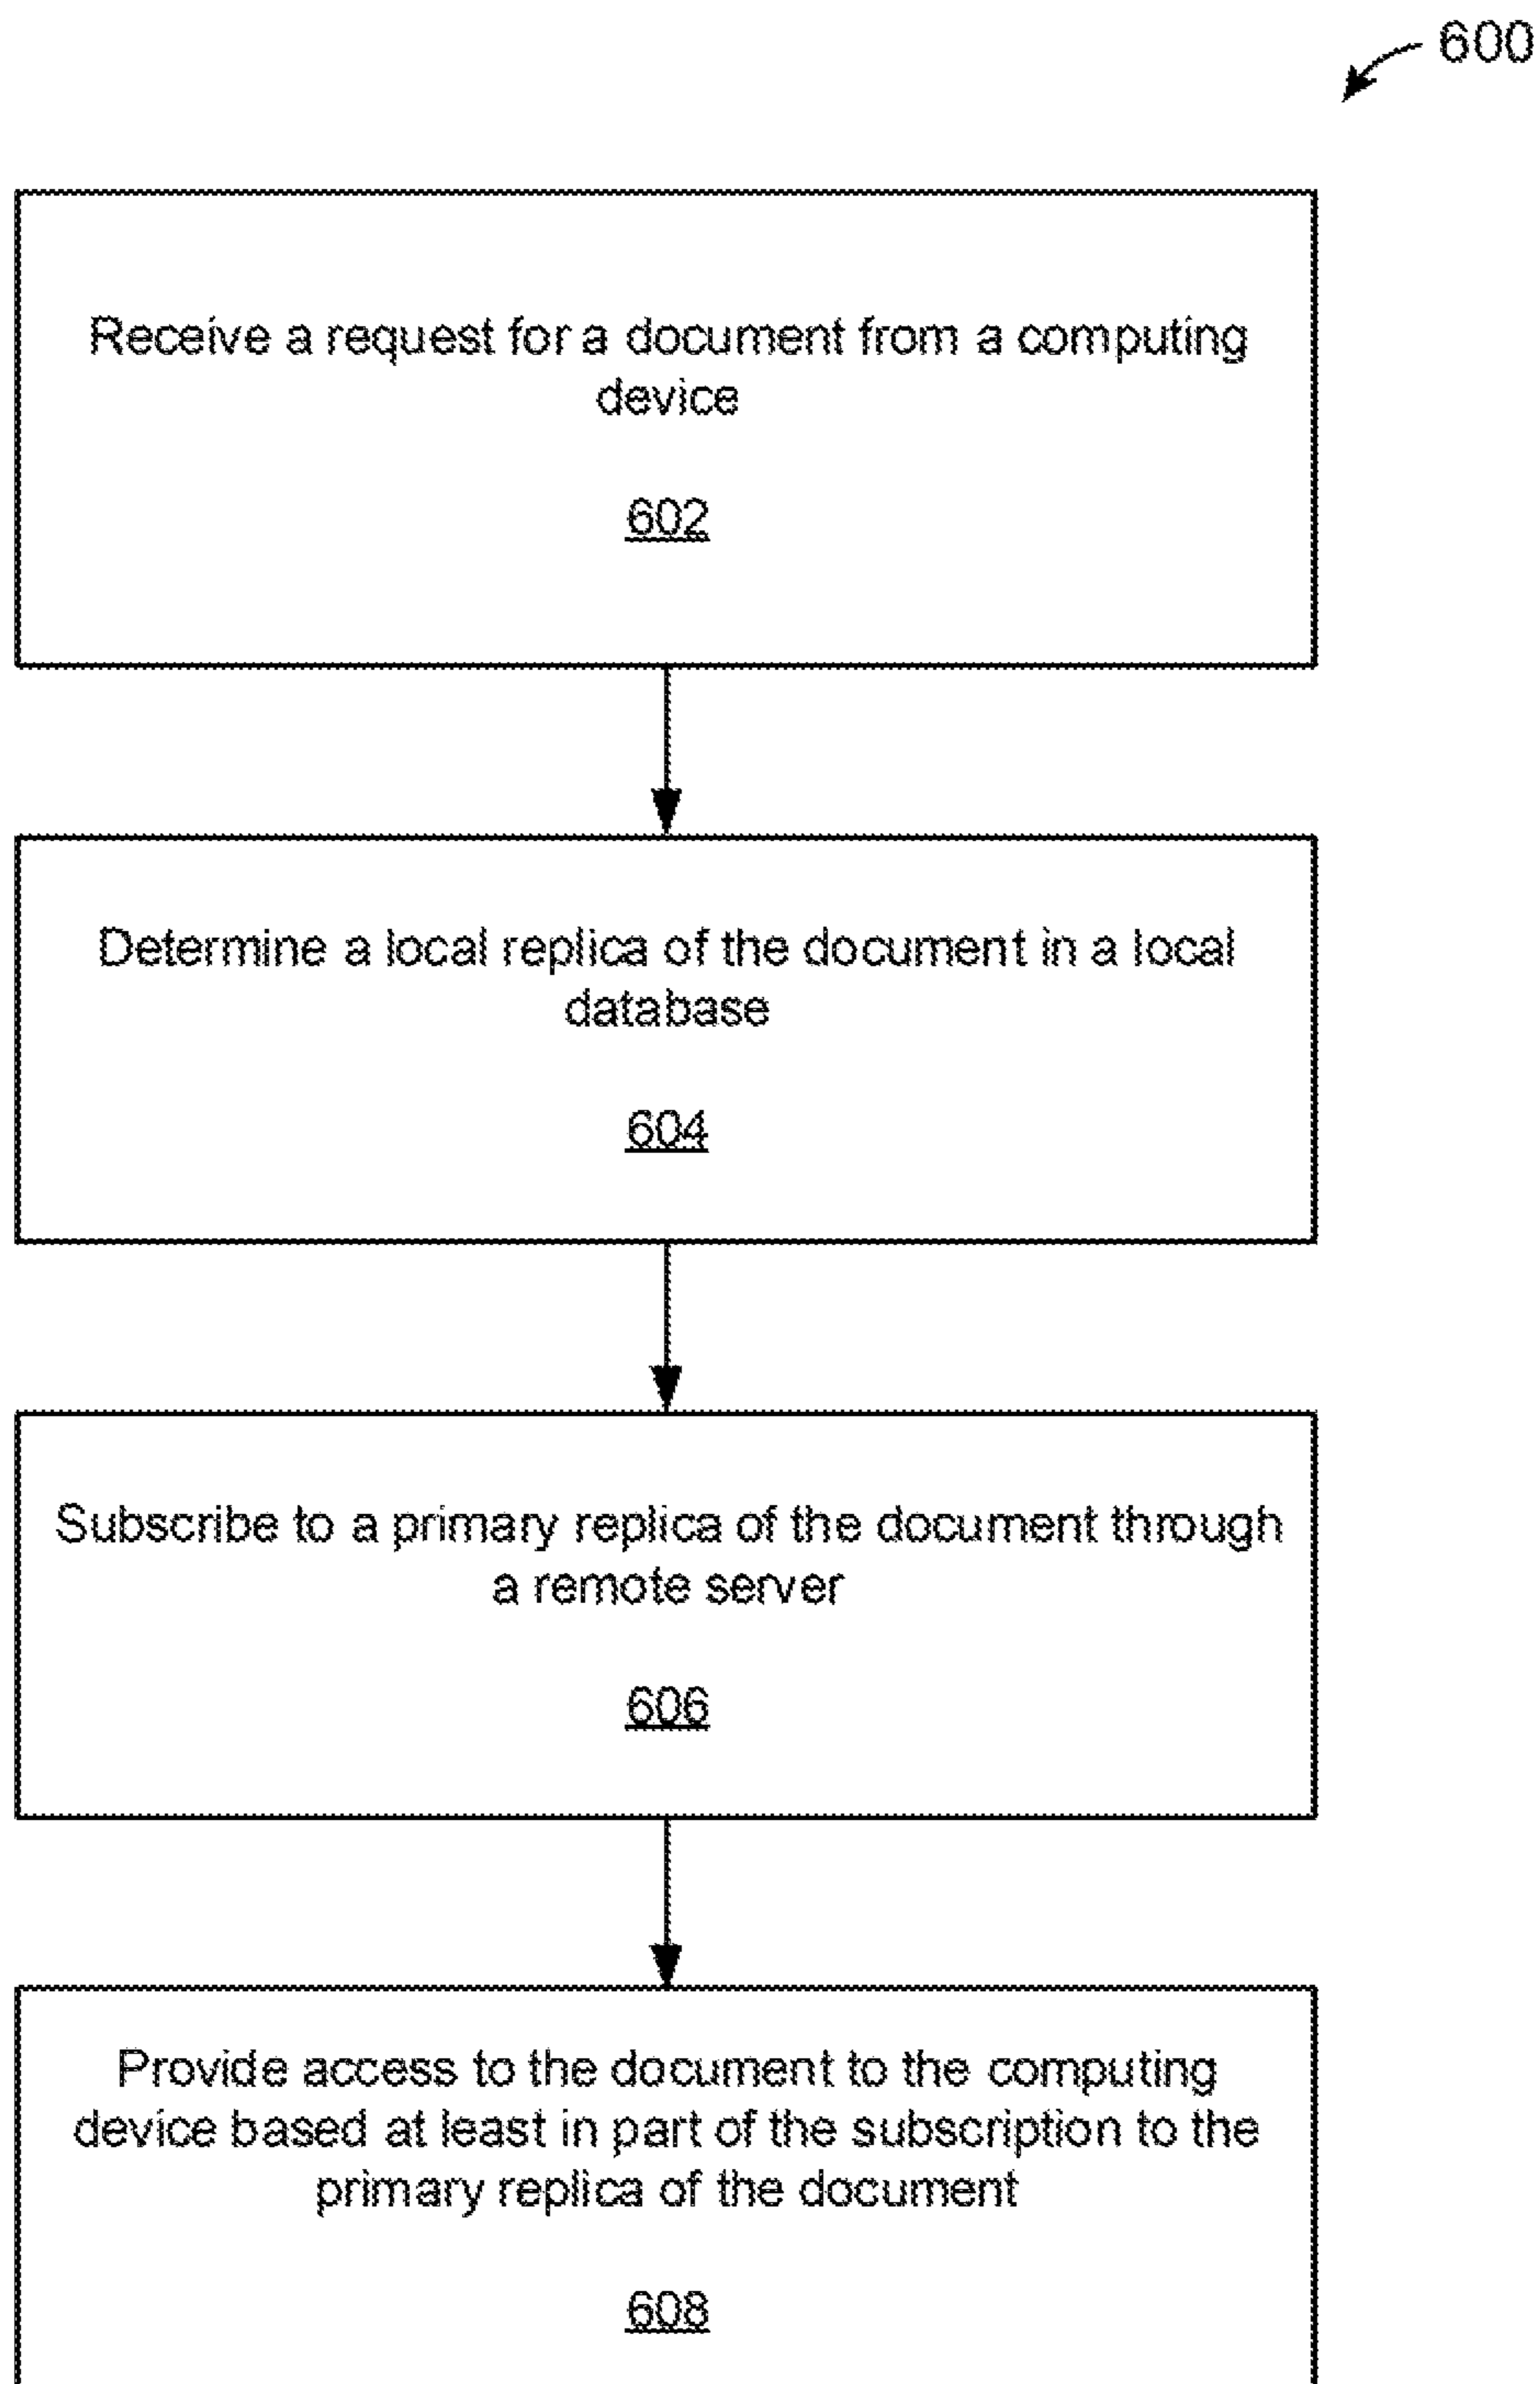 600
Receive a request for a document from a computing
device
602
Determine a local replica of the document in a local
database
604
Subscribe to a primary replica of the document through
a remote server
606
Provide access to the document to the computing
device based at least in part of the subscription to the
primary replica of the document
608